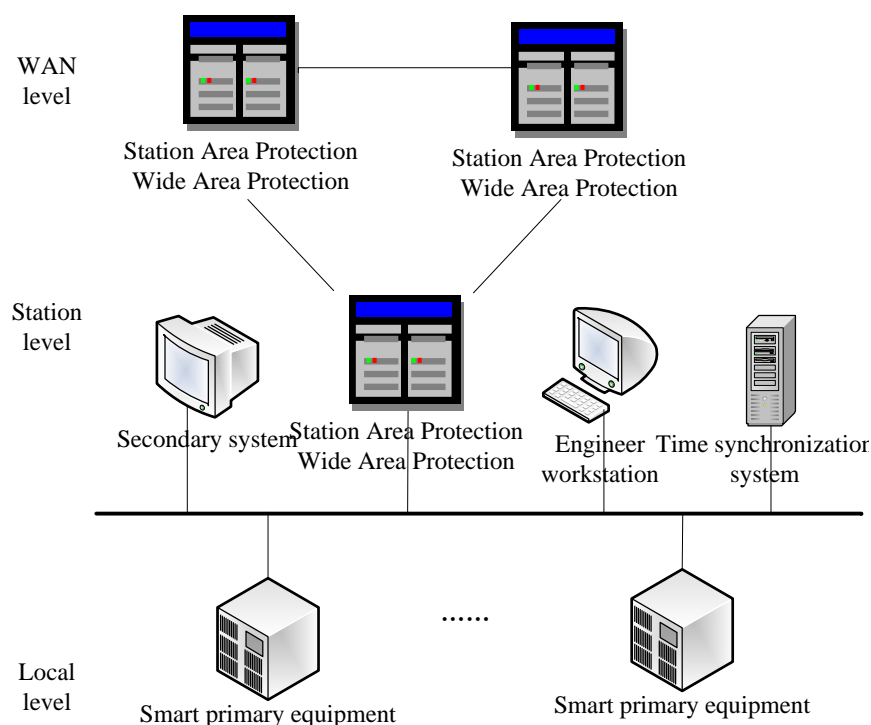 WAN
level
Station Area Protection
Wide Area Protection
Station Area Protection
Wide Area Protection
Station
level
Secondary system
Station Area Protection
Wide Area Protection
Engineer
workstation
Time synchronization
system
......
Local
level
Smart primary equipment
Smart primary equipment